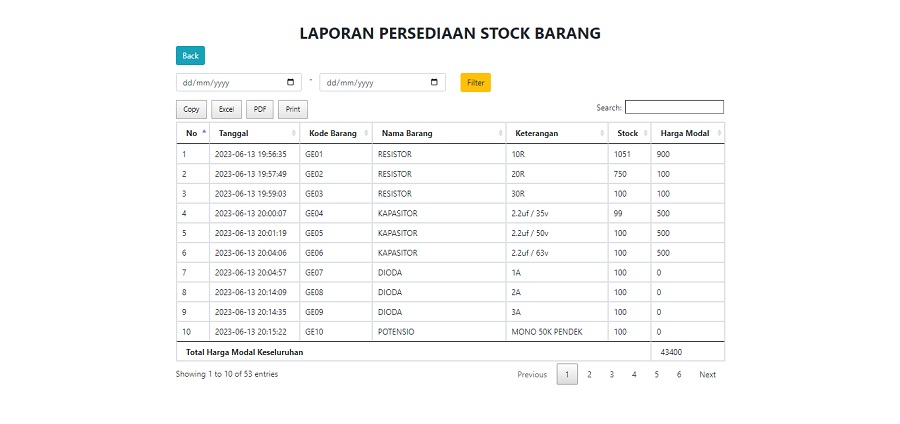 LAPORAN PERSEDIAAN STOCK BARANG
Back
dd/mm/yyyy - dd/mm/yyyy Filter
Copy Excel PDF Print Search:
No Tanggal Kode Barang Nama Barang Keterangan Stock Harga Modal
1 2023-06-13 19:56:35 GE01 RESISTOR 10R 1051 900
2 2023-06-13 19:57:49 GE02 RESISTOR 20R 750 100
3 2023-06-13 19:59:03 GE03 RESISTOR 30R 100 100
4 2023-06-13 20:00:07 GE04 KAPASITOR 2.2uf / 35v 99 500
5 2023-06-13 20:01:19 GE05 KAPASITOR 2.2uf / 50v 100 500
6 2023-06-13 20:04:06 GE06 KAPASITOR 2.2uf / 63v 100 500
7 2023-06-13 20:04:57 GE07 DIODA 1A 100 0
8 2023-06-13 20:14:09 GE08 DIODA 2A 100 0
9 2023-06-13 20:14:35 GE09 DIODA 3A 100 0
10 2023-06-13 20:15:22 GE10 POTENSIO MONO 50K PENDEK 100 0
Total Harga Modal Keseluruhan 43400
Showing 1 to 10 of 53 entries Previous 1 2 3 4 5 6 Next